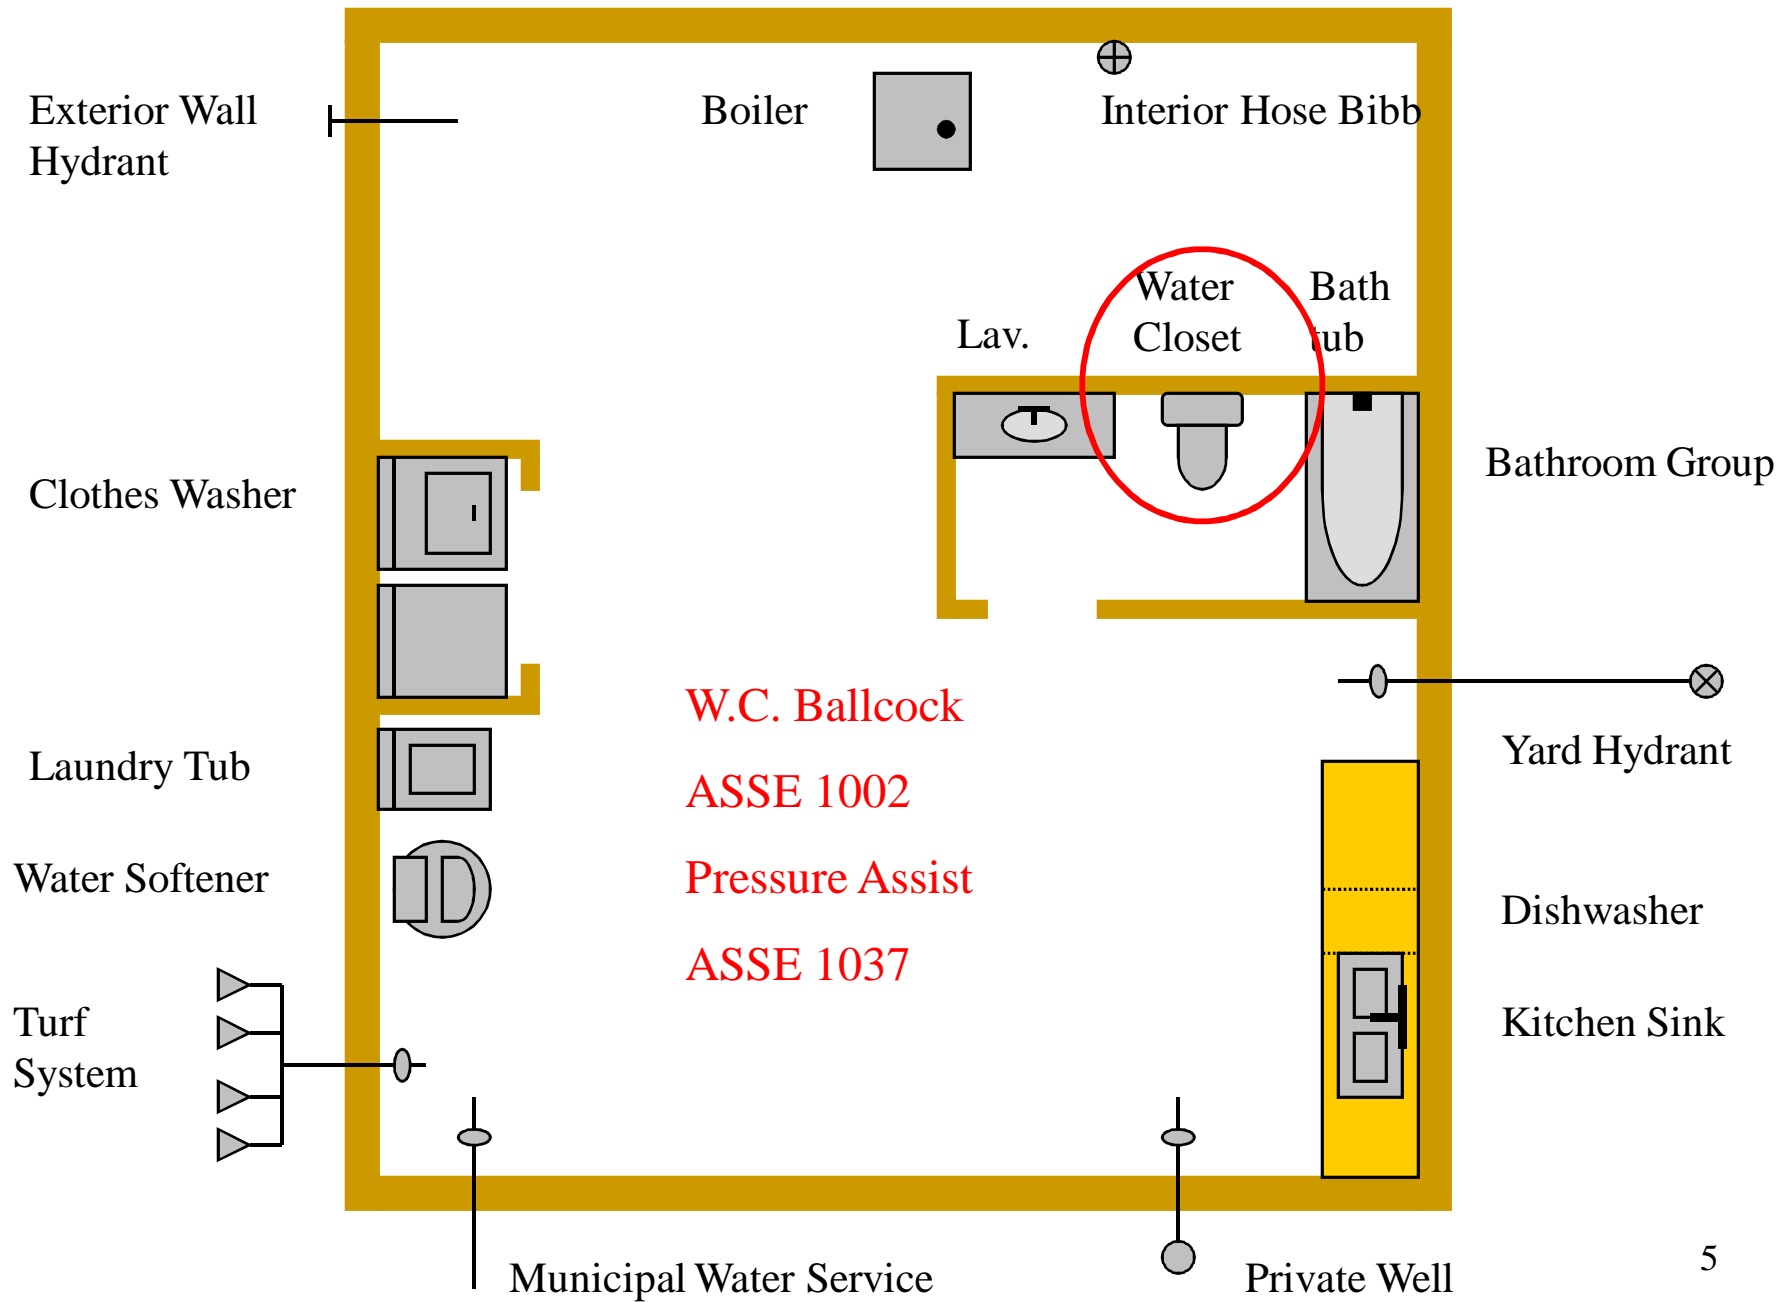 Exterior Wall
Hydrant
Boiler
Interior Hose Bibb
Water
Closet
Bath
tub
Lav.
Bathroom Group
Clothes Washer
W.C. Ballcock
ASSE 1002
Pressure Assist
ASSE 1037
Yard Hydrant
Laundry Tub
Water Softener
Dishwasher
Turf
System
Kitchen Sink
Municipal Water Service
Private Well
5